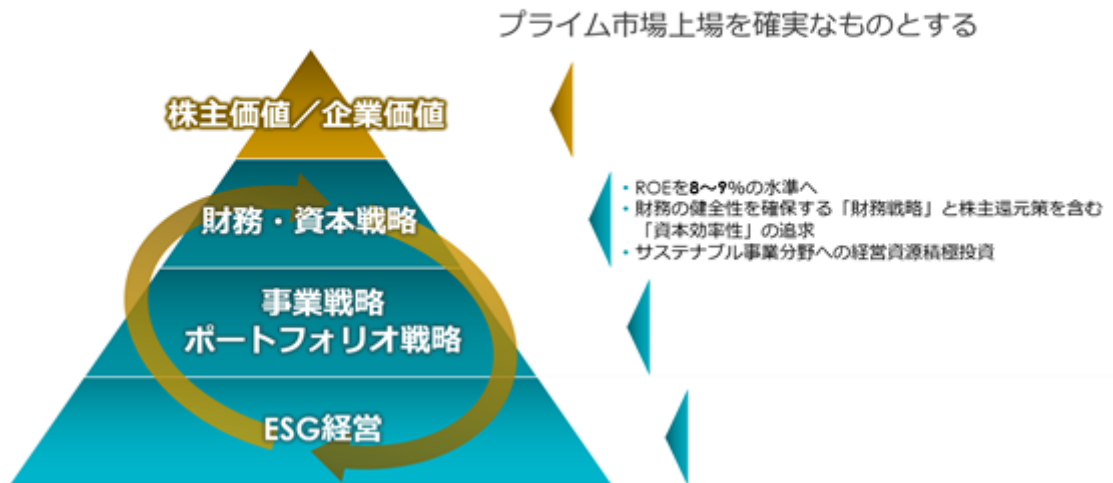 プライム市場上場を確実なものとする
株主価値／企業価値
財務・資本戦略
・ROEを8～9%の水準へ
・財務の健全性を確保する「財務戦略」と株主還元策を含む
「資本効率性」の追求
・サステナブル事業分野への経営資源積極投資
事業戦略
ポートフォリオ戦略
ESG経営